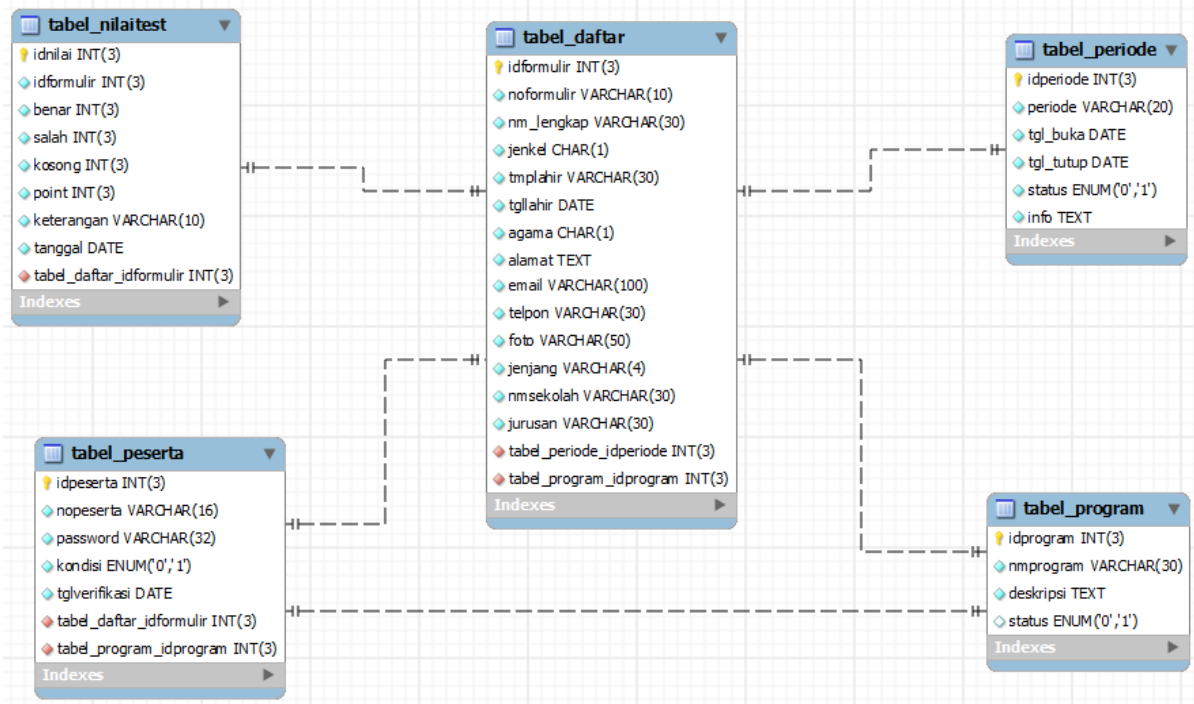 tabel_nilaitest
idnilai INT(3)
idformulir INT(3)
benar INT(3)
salah INT(3)
kosong INT(3)
point INT(3)
keterangan VARCHAR(10)
tanggal DATE
tabel_daftar_idformulir INT(3)
Indexes
tabel_daftar
idformulir INT(3)
noformulir VARCHAR(10)
nm_lengkap VARCHAR(30)
jenkel CHAR(1)
tmplahir VARCHAR(30)
tgllahir DATE
agama CHAR(1)
alamat TEXT
email VARCHAR(100)
telpon VARCHAR(30)
foto VARCHAR(50)
jenjang VARCHAR(4)
nmsekolah VARCHAR(30)
jurusan VARCHAR(30)
tabel_periode_idperiode INT(3)
tabel_program_idprogram INT(3)
Indexes
tabel_periode
idperiode INT(3)
periode VARCHAR(20)
tgl_buka DATE
tgl_tutup DATE
status ENUM('0','1')
info TEXT
Indexes
tabel_peserta
idpeserta INT(3)
nopeserta VARCHAR(16)
password VARCHAR(32)
kondisi ENUM('0','1')
tglverifikasi DATE
tabel_daftar_idformulir INT(3)
tabel_program_idprogram INT(3)
Indexes
tabel_program
idprogram INT(3)
nmprogram VARCHAR(30)
deskripsi TEXT
status ENUM('0','1')
Indexes